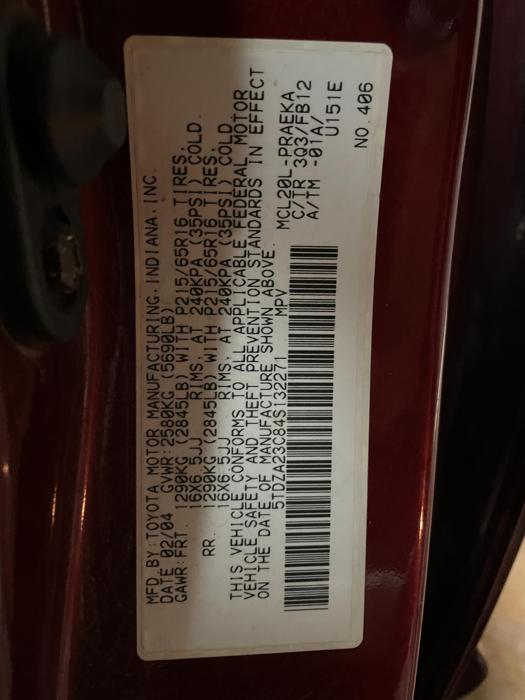 MFD.BY:TOYOTA MOTOR MANUFACTURING,INDIANA,INC.
DATE 02/04 GVWR:2580KG (5690LB)
GAWR:FRT. 1290KG (2845LB) WITH P215/65R16 TIRES,
16X6.5JJ RIMS, AT 240KPA (35PSI) COLD.
RR. 1290KG (2845LB) WITH P215/65R16 TIRES,
16X6.5JJ RIMS, AT 240KPA (35PSI) COLD.
THIS VEHICLE CONFORMS TO ALL APPLICABLE FEDERAL MOTOR
VEHICLE SAFETY AND THEFT PREVENTION STANDARDS IN EFFECT
ON THE DATE OF MANUFACTURE SHOWN ABOVE.
5TDZA23C84S132271 MPV
MCL20L-PRAEKA
C/TR 3Q3/FB12
A/TM -01A/
U151E
NO.406